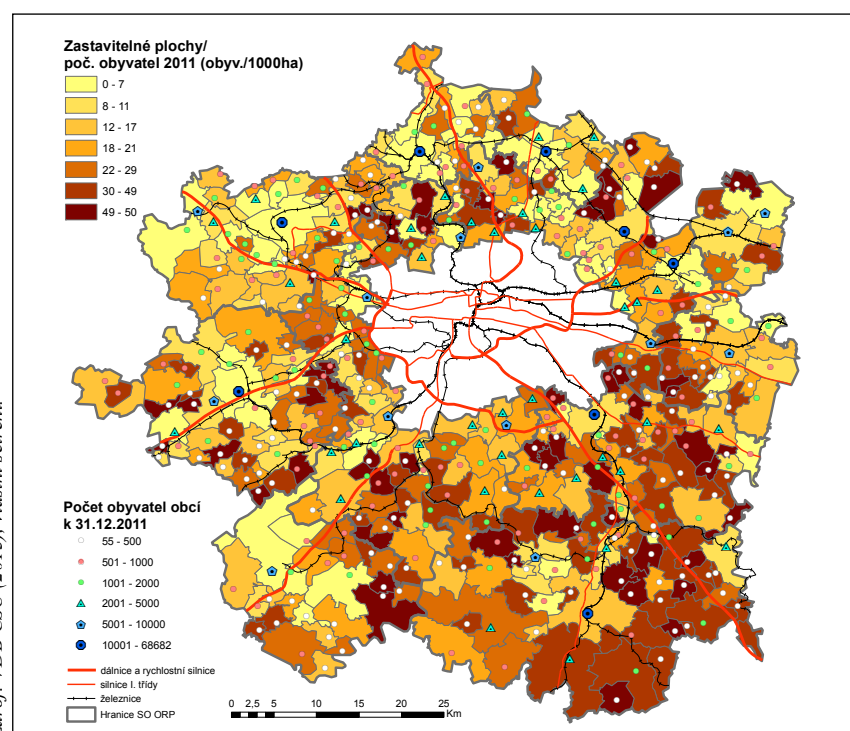 Zastavitelné plochy/
poč. obyvatel 2011 (obyv./1000ha)
0 - 7
8 - 11
12 - 17
18 - 21
22 - 29
30 - 49
49 - 50
Počet obyvatel obcí
k 31.12.2011
55 - 500
501 - 1000
1001 - 2000
2001 - 5000
5001 - 10000
10001 - 68682
dálnice a rychlostní silnice
silnice I. třídy
železnice
Hranice SO ORP
0 2,5 5 10 15 20 25
Km